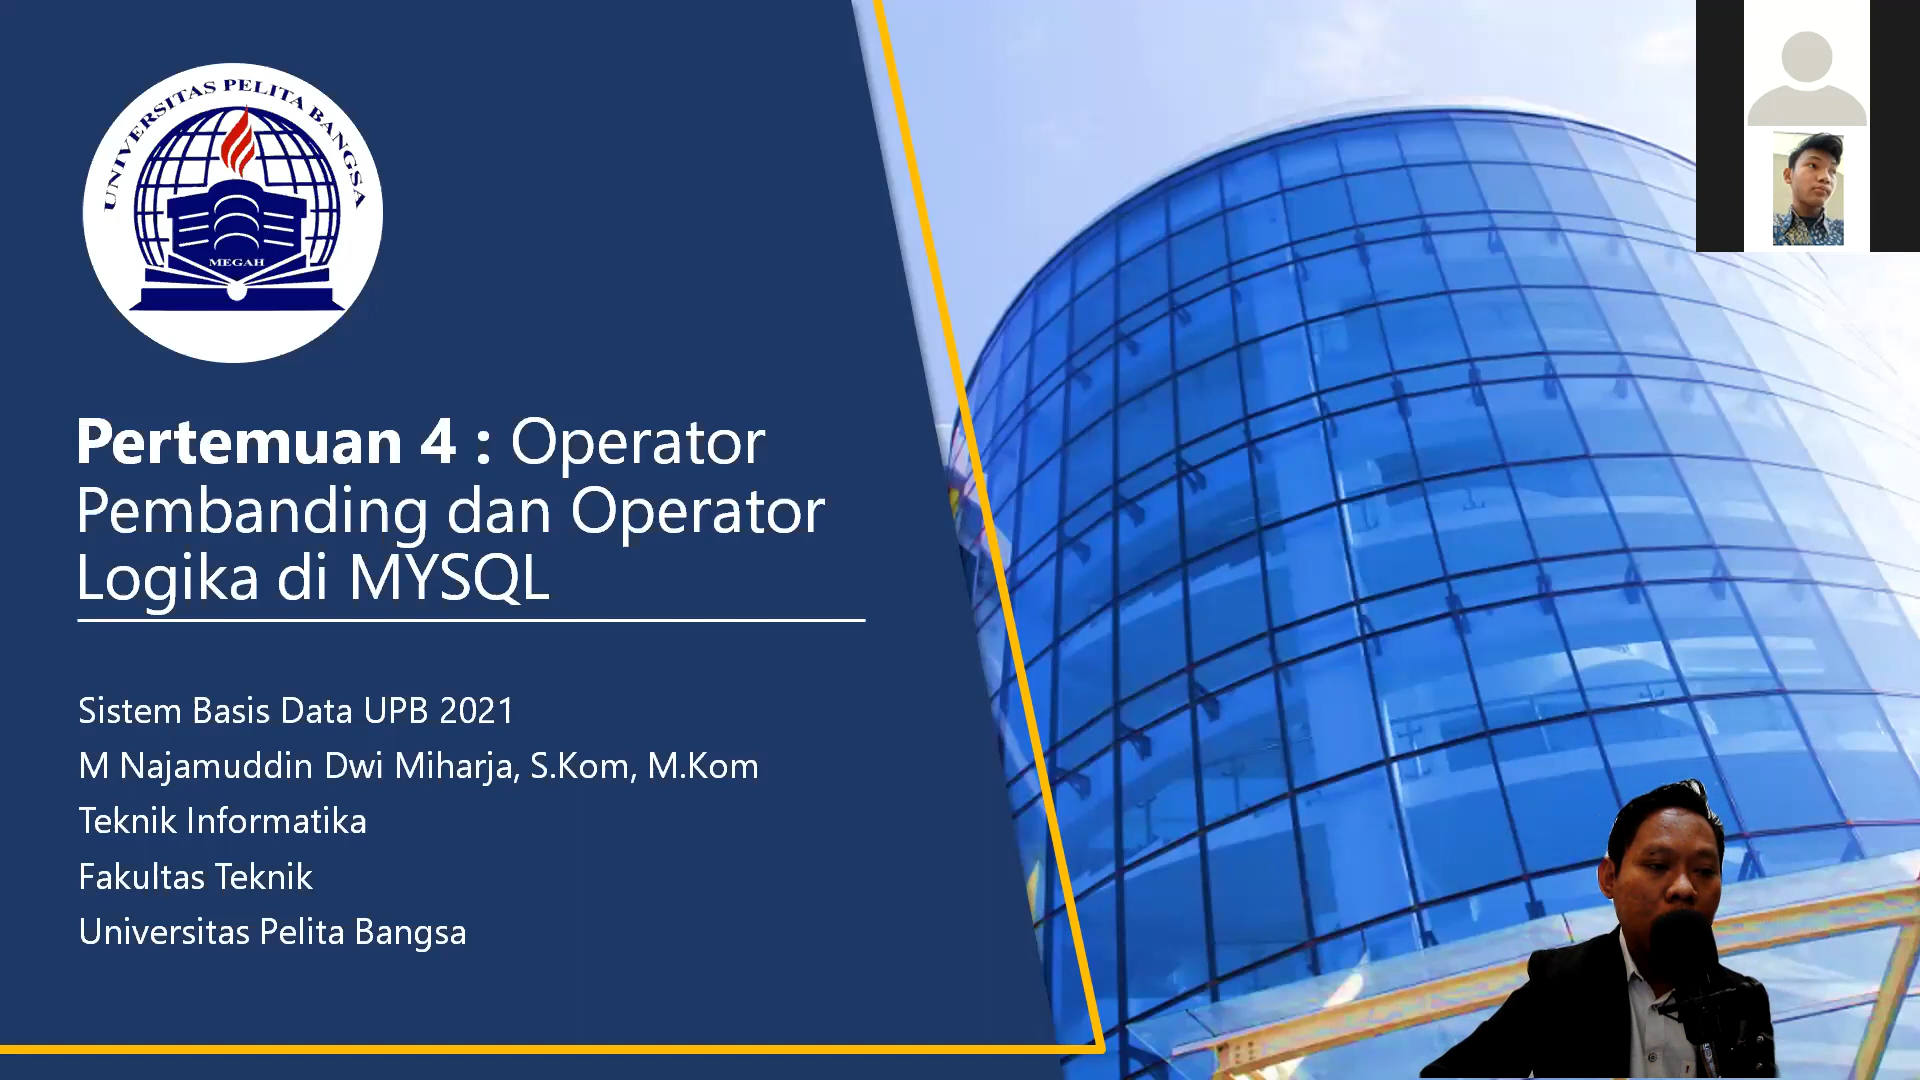 UNIVERSITAS PELITA BANGSA
MEGAH
Pertemuan 4 : Operator
Pembanding dan Operator
Logika di MYSQL
Sistem Basis Data UPB 2021
M Najamuddin Dwi Miharja, S.Kom, M.Kom
Teknik Informatika
Fakultas Teknik
Universitas Pelita Bangsa